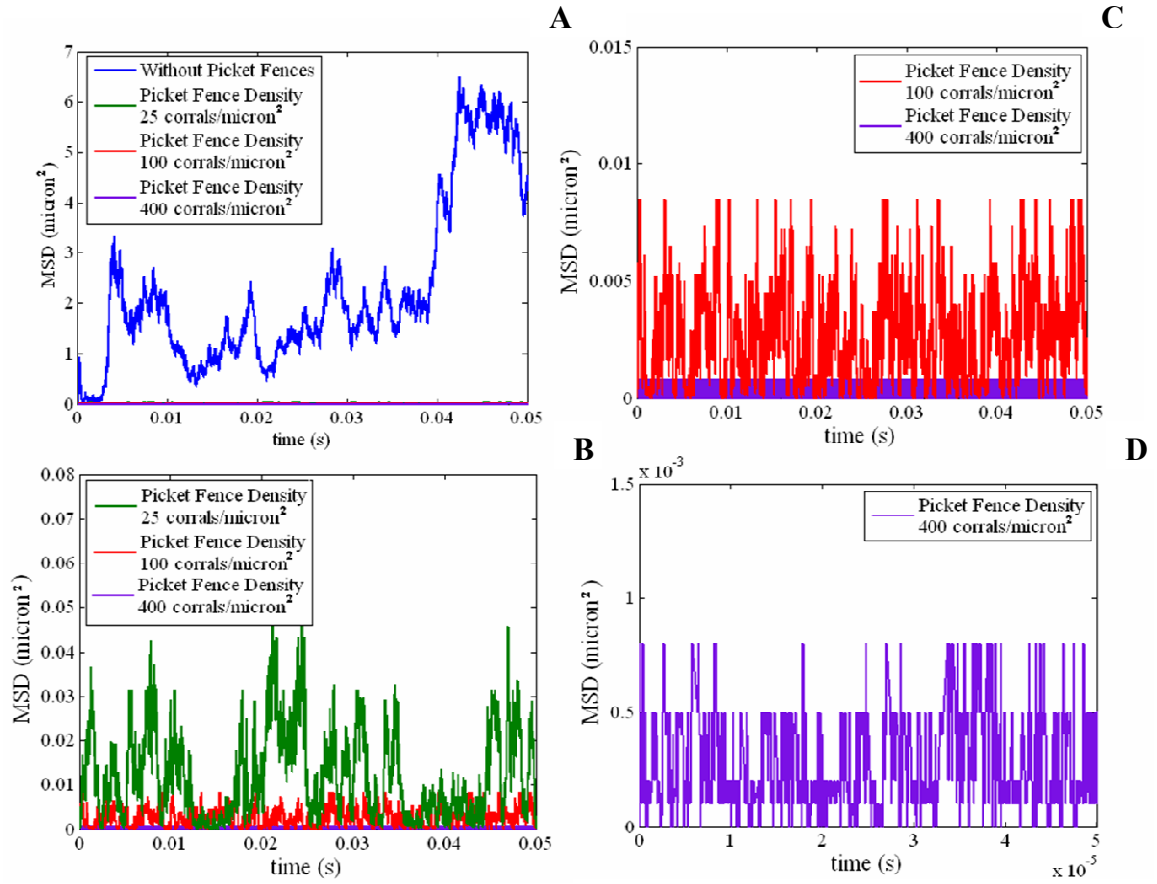 A
7
6
5
4
3
2
1
0
MSD (micron²)
Without Picket Fences
Picket Fence Density
25 corrals/micron²
Picket Fence Density
100 corrals/micron²
Picket Fence Density
400 corrals/micron²
0 0.01 0.02 0.03 0.04 0.05
time (s)
C
0.015
0.01
0.005
0
MSD (micron²)
Picket Fence Density
100 corrals/micron²
Picket Fence Density
400 corrals/micron²
0 0.01 0.02 0.03 0.04 0.05
time (s)
B
0.08
0.07
0.06
0.05
0.04
0.03
0.02
0.01
0
MSD (micron²)
Picket Fence Density
25 corrals/micron²
Picket Fence Density
100 corrals/micron²
Picket Fence Density
400 corrals/micron²
0 0.01 0.02 0.03 0.04 0.05
time (s)
D
x 10⁻³
1.5
1
0.5
0
MSD (micron²)
Picket Fence Density
400 corrals/micron²
0 1 2 3 4 5
time (s)
x 10⁻⁵